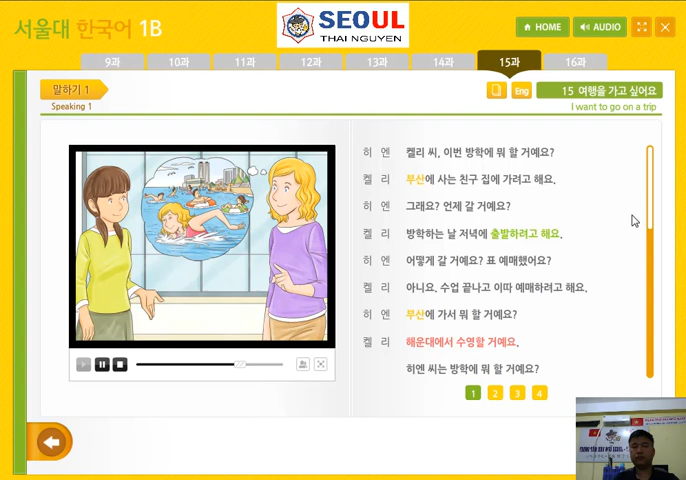 서울대 한국어 1B
SEOUL
THAI NGUYEN
HOME
AUDIO
9과
10과
11과
12과
13과
14과
15과
16과
말하기 1
Speaking 1
Eng
15 여행을 가고 싶어요
I want to go on a trip
히 엔 켈리 씨, 이번 방학에 뭐 할 거예요?
켈 리 부산에 사는 친구 집에 가려고 해요.
히 엔 그래요? 언제 갈 거예요?
켈 리 방학하는 날 저녁에 출발하려고 해요.
히 엔 어떻게 갈 거예요? 표 예매했어요?
켈 리 아니요. 수업 끝나고 이따 예매하려고 해요.
히 엔 부산에 가서 뭐 할 거예요?
켈 리 해운대에서 수영할 거예요.
히엔 씨는 방학에 뭐 할 거예요?
1 2 3 4